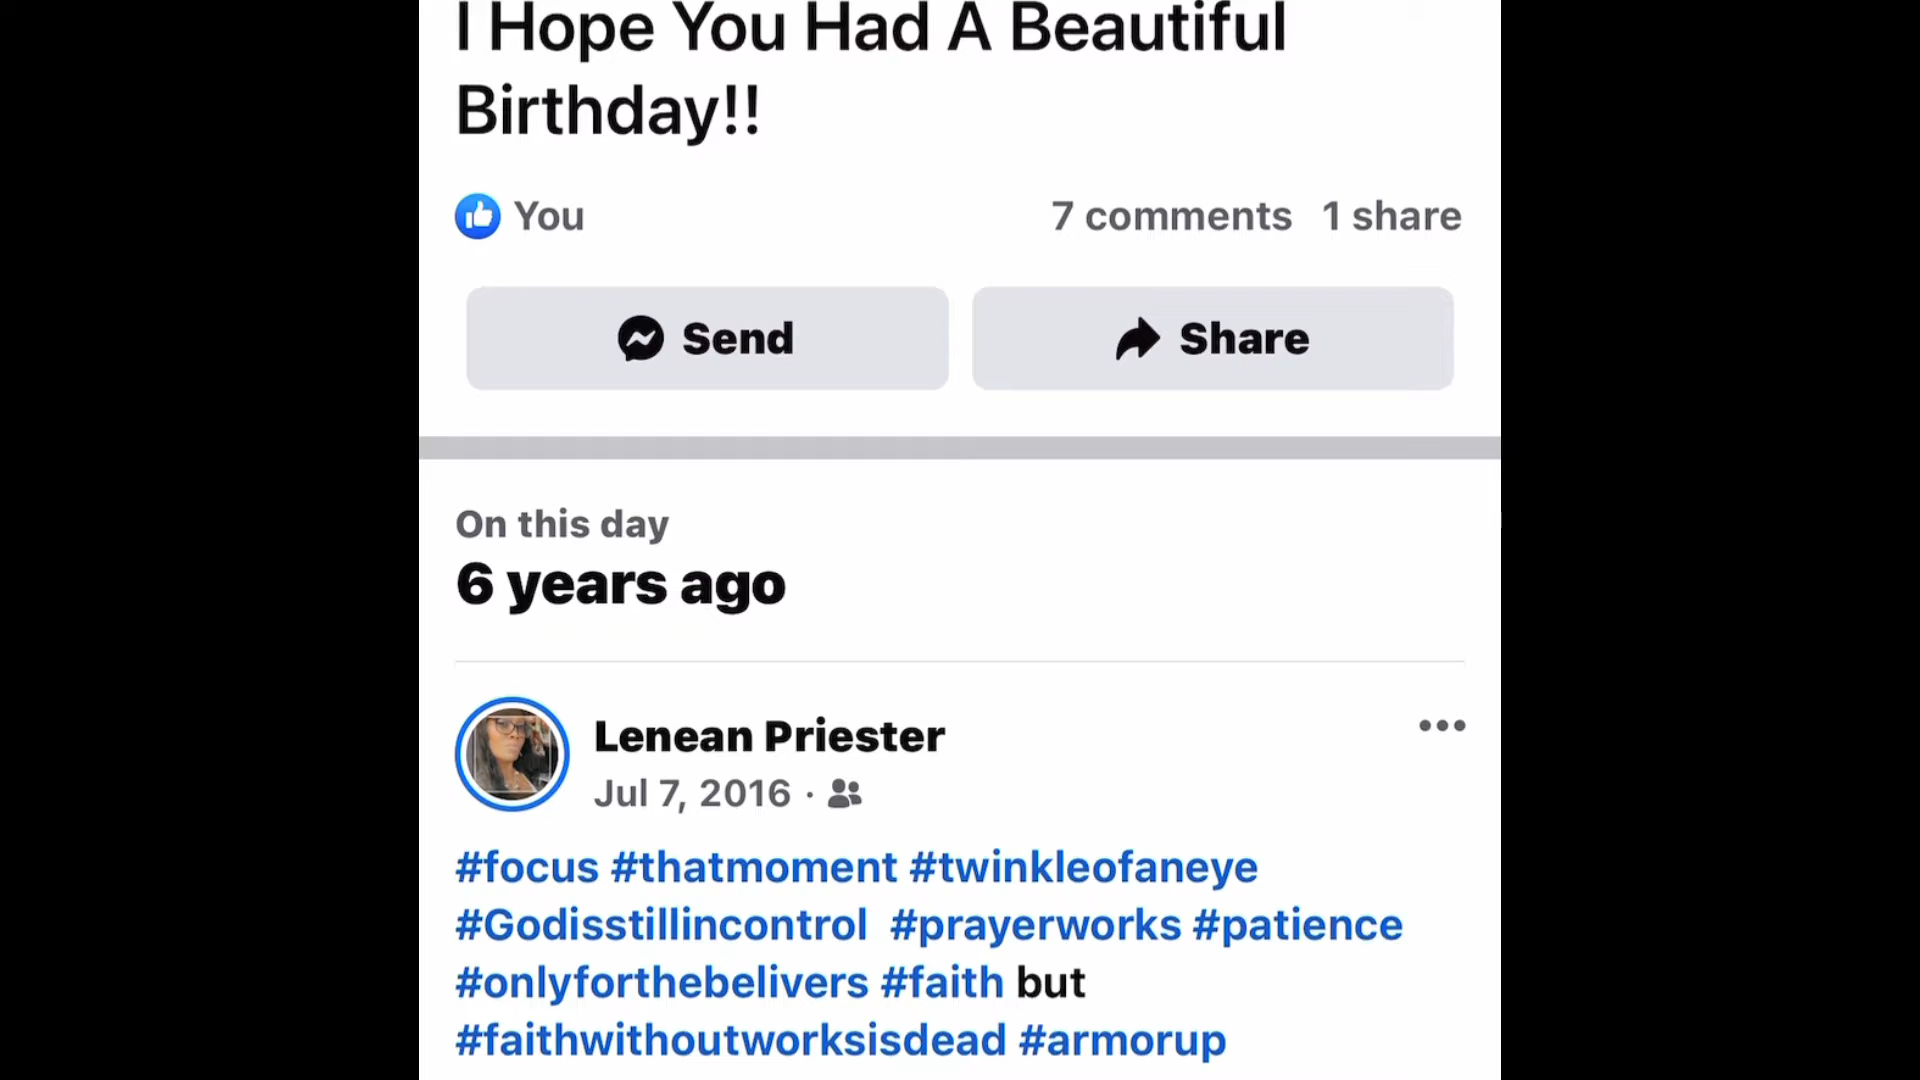 I Hope You Had A Beautiful
Birthday!!
You
7 comments 1 share
Send
Share
On this day
6 years ago
Lenean Priester
Jul 7, 2016 ·
#focus #thatmoment #twinkleofaneye
#Godisstillincontrol #prayerworks #patience
#onlyforthebelivers #faith but
#faithwithoutworksisdead #armorup